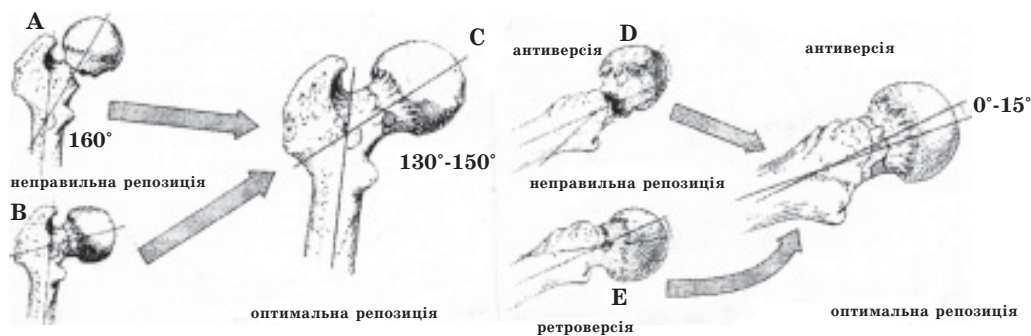 A
C
160°
130°-150°
неправильна репозиція
B
оптимальна репозиція
D
антиверсія
антиверсія
0°-15°
неправильна репозиція
E
ретроверсія
оптимальна репозиція